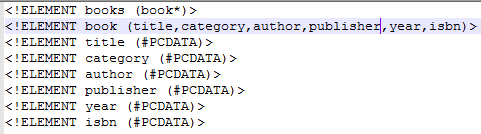 <!ELEMENT books (book*)>
<!ELEMENT book (title,category,author,publisher,year,isbn)>
<!ELEMENT title (#PCDATA)>
<!ELEMENT category (#PCDATA)>
<!ELEMENT author (#PCDATA)>
<!ELEMENT publisher (#PCDATA)>
<!ELEMENT year (#PCDATA)>
<!ELEMENT isbn (#PCDATA)>